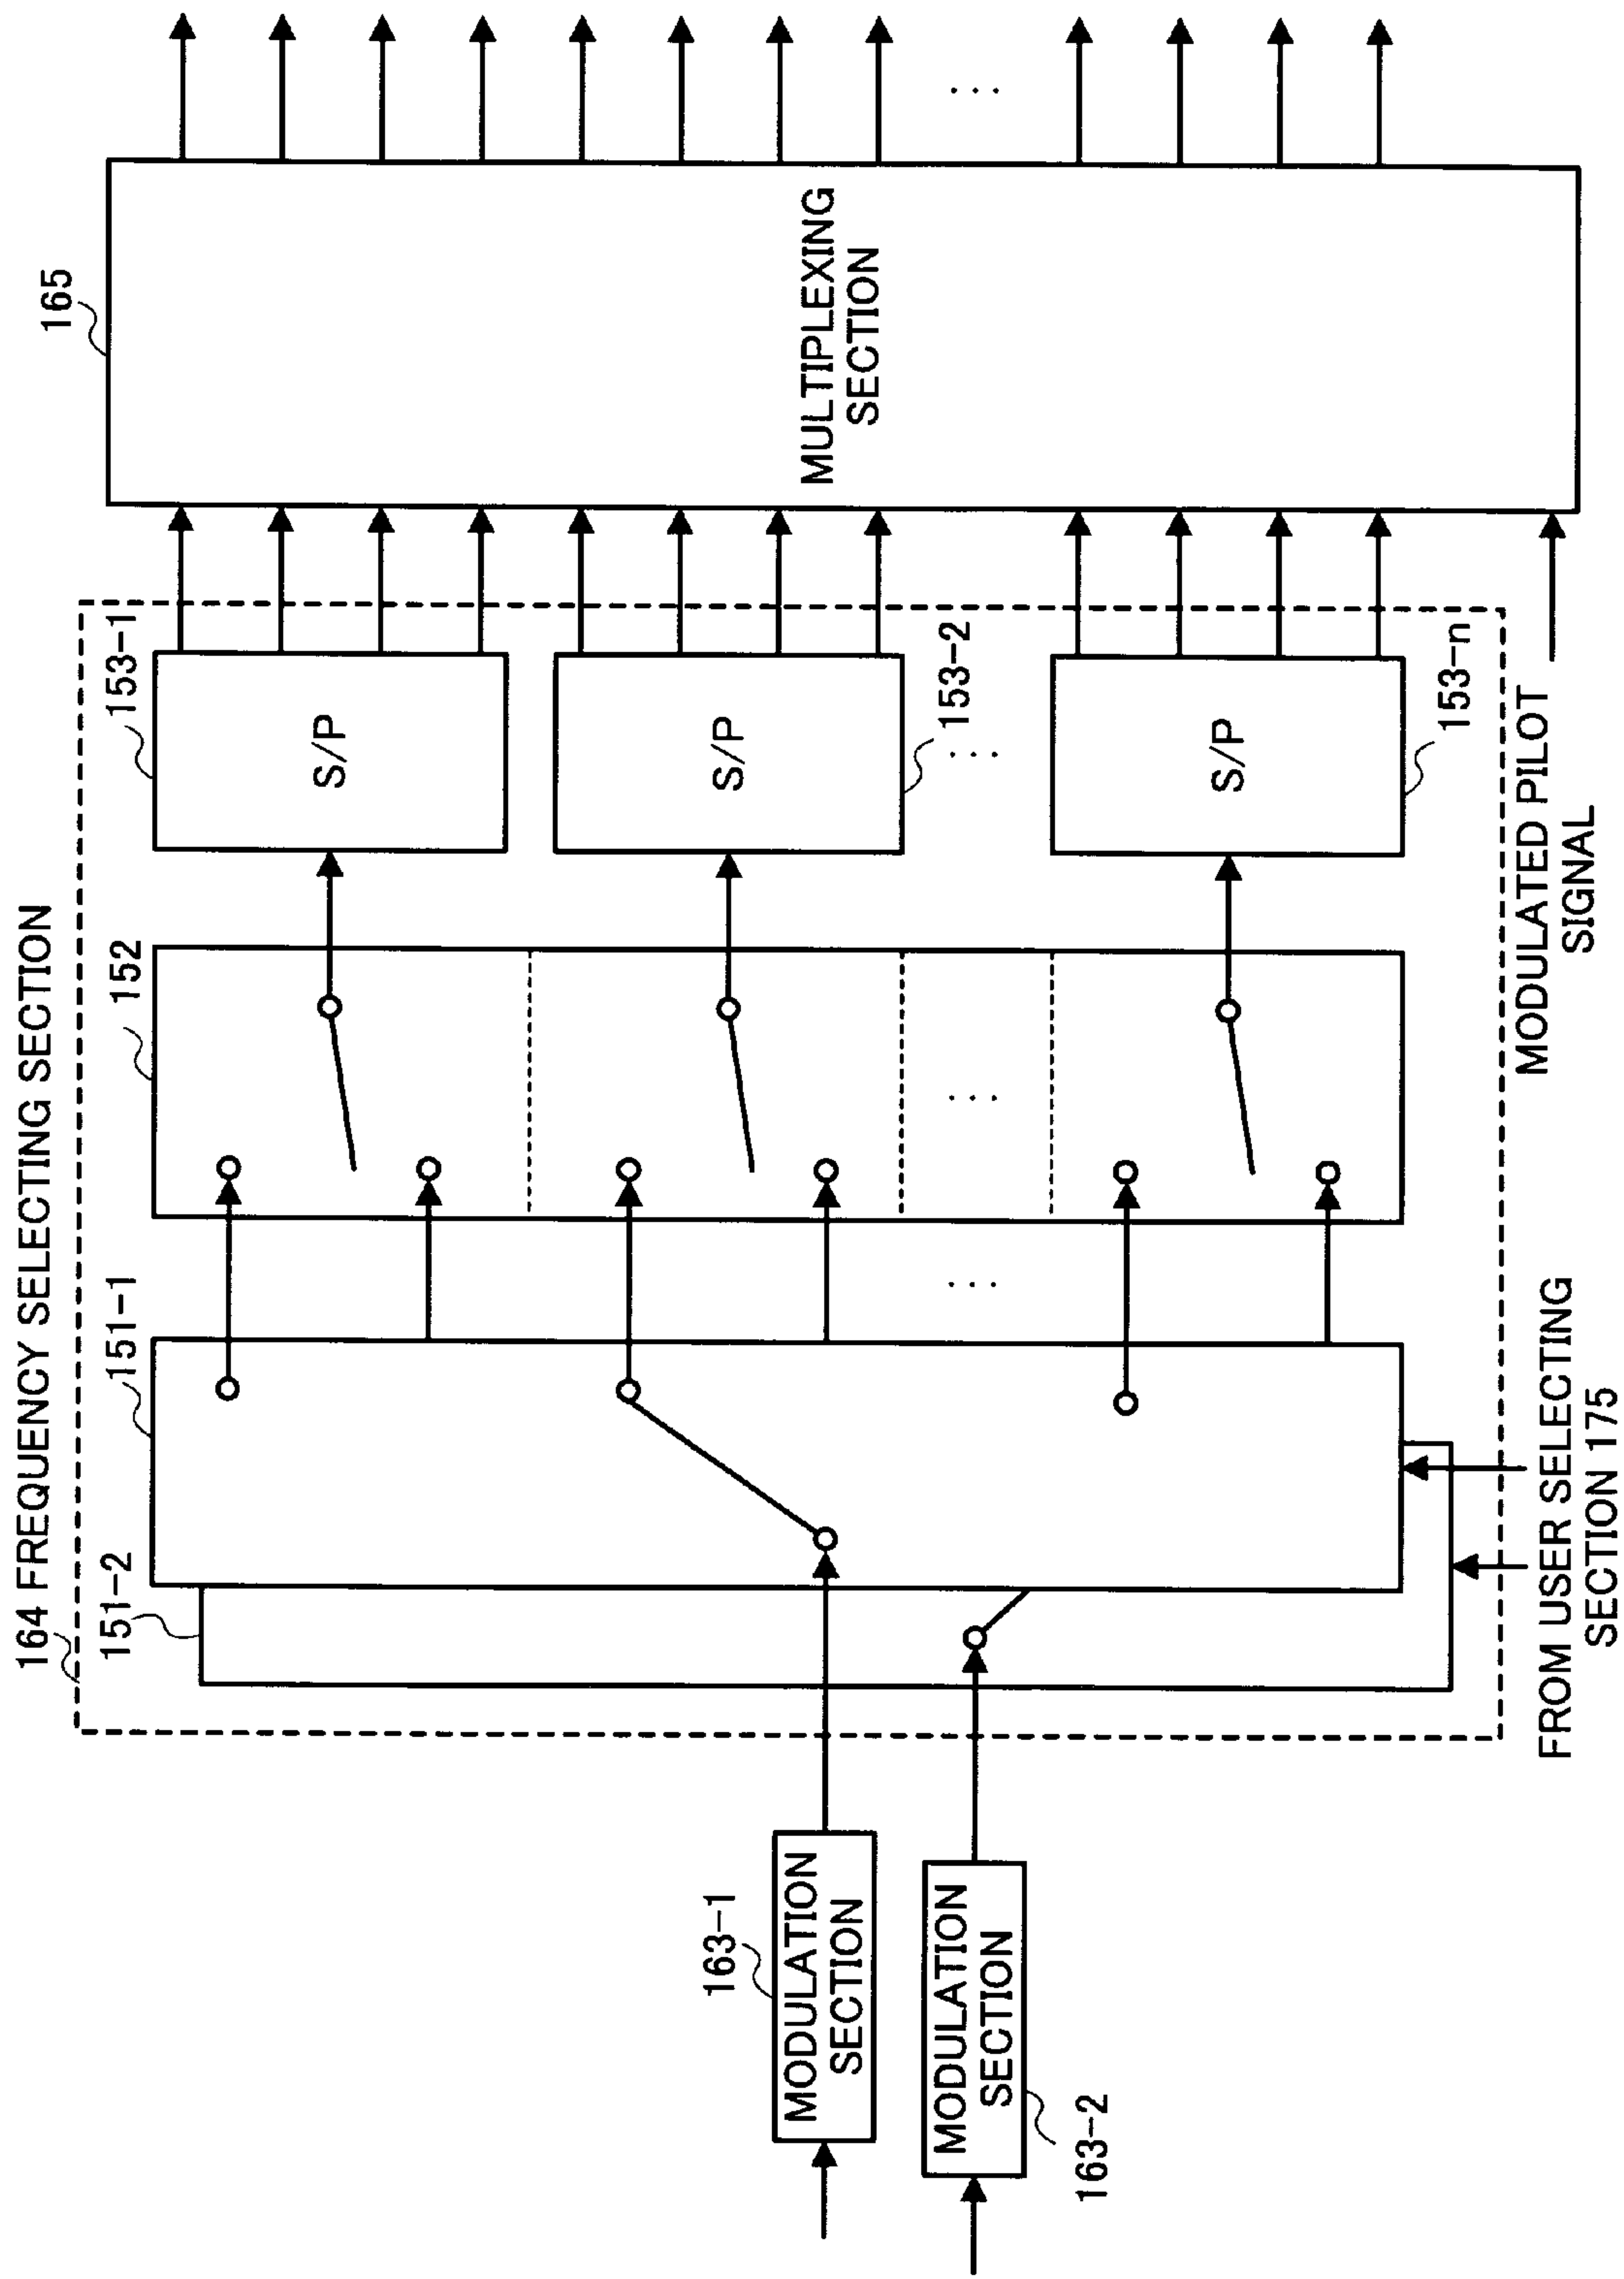 164 FREQUENCY SELECTING SECTION
151-2
151-1
152
153-1
165
163-1
MODULATION
SECTION
MODULATION
SECTION
163-2
S/P
S/P
153-2
S/P
153-n
. . .
. . .
. . .
. . .
MULTIPLEXING
SECTION
FROM USER SELECTING
SECTION 175
MODULATED PILOT
SIGNAL